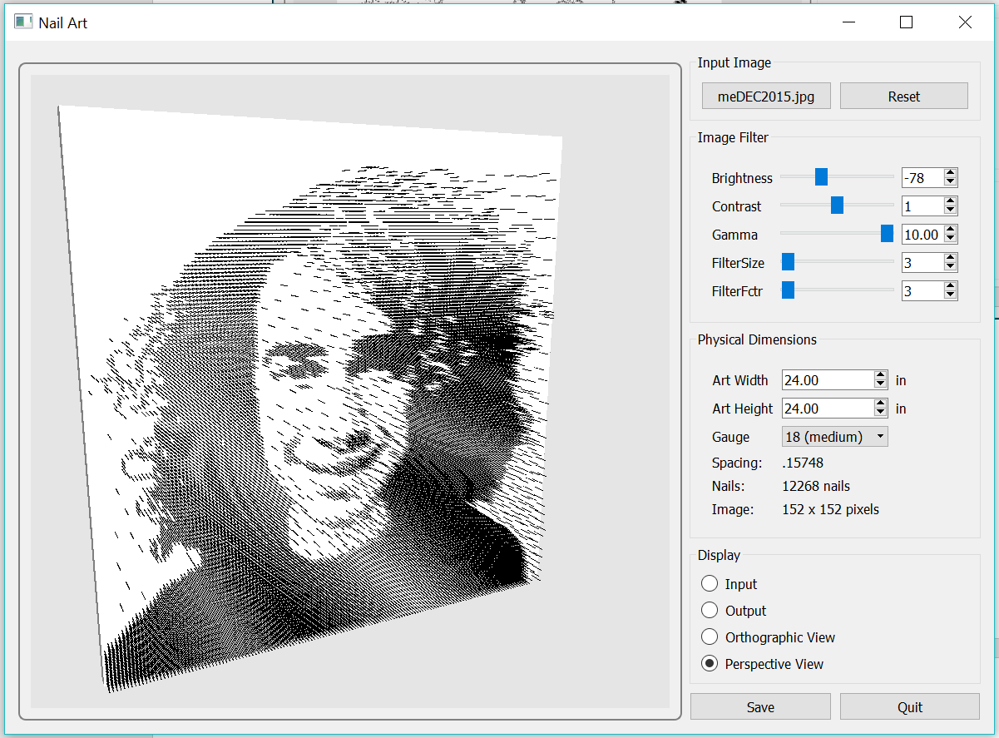 Nail Art
Input Image
meDEC2015.jpg Reset
Image Filter
Brightness -78
Contrast 1
Gamma 10.00
FilterSize 3
FilterFctr 3
Physical Dimensions
Art Width 24.00 in
Art Height 24.00 in
Gauge 18 (medium)
Spacing: .15748
Nails: 12268 nails
Image: 152 x 152 pixels
Display
Input
Output
Orthographic View
Perspective View
Save Quit